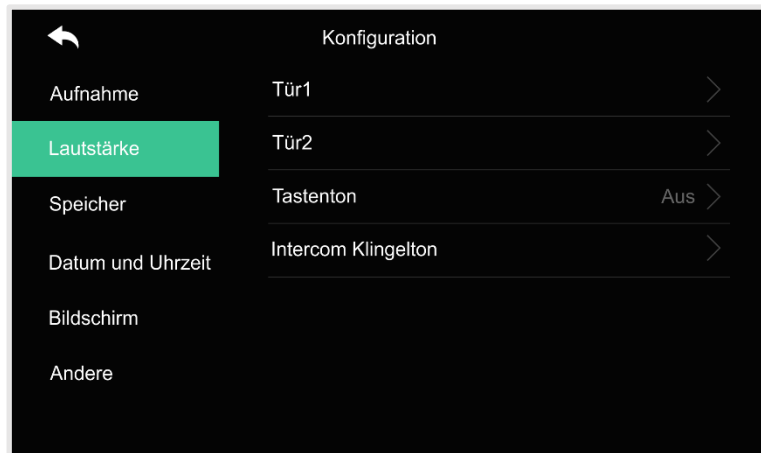 Konfiguration
Aufnahme
Lautstärke
Speicher
Datum und Uhrzeit
Bildschirm
Andere
Tür1
Tür2
Tastenton Aus
Intercom Klingelton